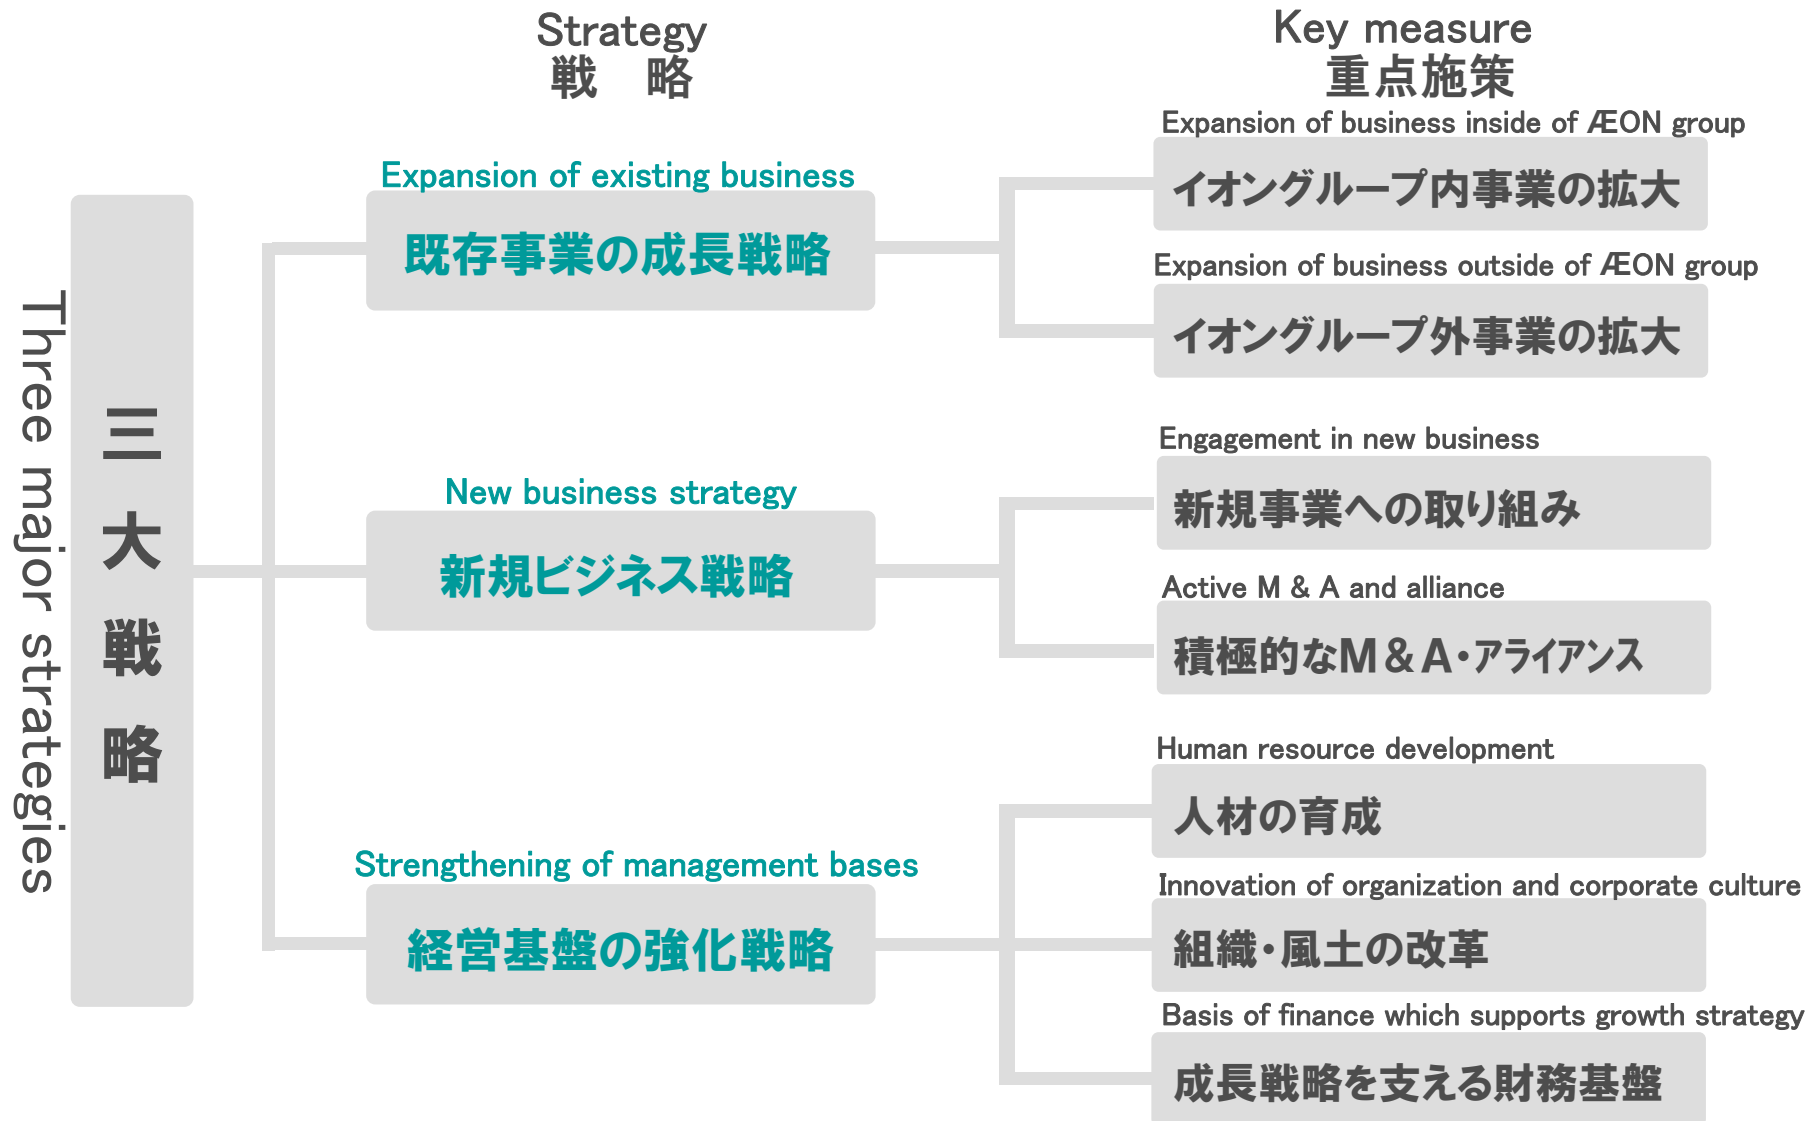 Three major strategies
三大戦略
Strategy
戦　略
Key measure
重点施策
Expansion of existing business
既存事業の成長戦略
Expansion of business inside of ÆON group
イオングループ内事業の拡大
Expansion of business outside of ÆON group
イオングループ外事業の拡大
New business strategy
新規ビジネス戦略
Engagement in new business
新規事業への取り組み
Active M & A and alliance
積極的なM＆A・アライアンス
Strengthening of management bases
経営基盤の強化戦略
Human resource development
人材の育成
Innovation of organization and corporate culture
組織・風土の改革
Basis of finance which supports growth strategy
成長戦略を支える財務基盤